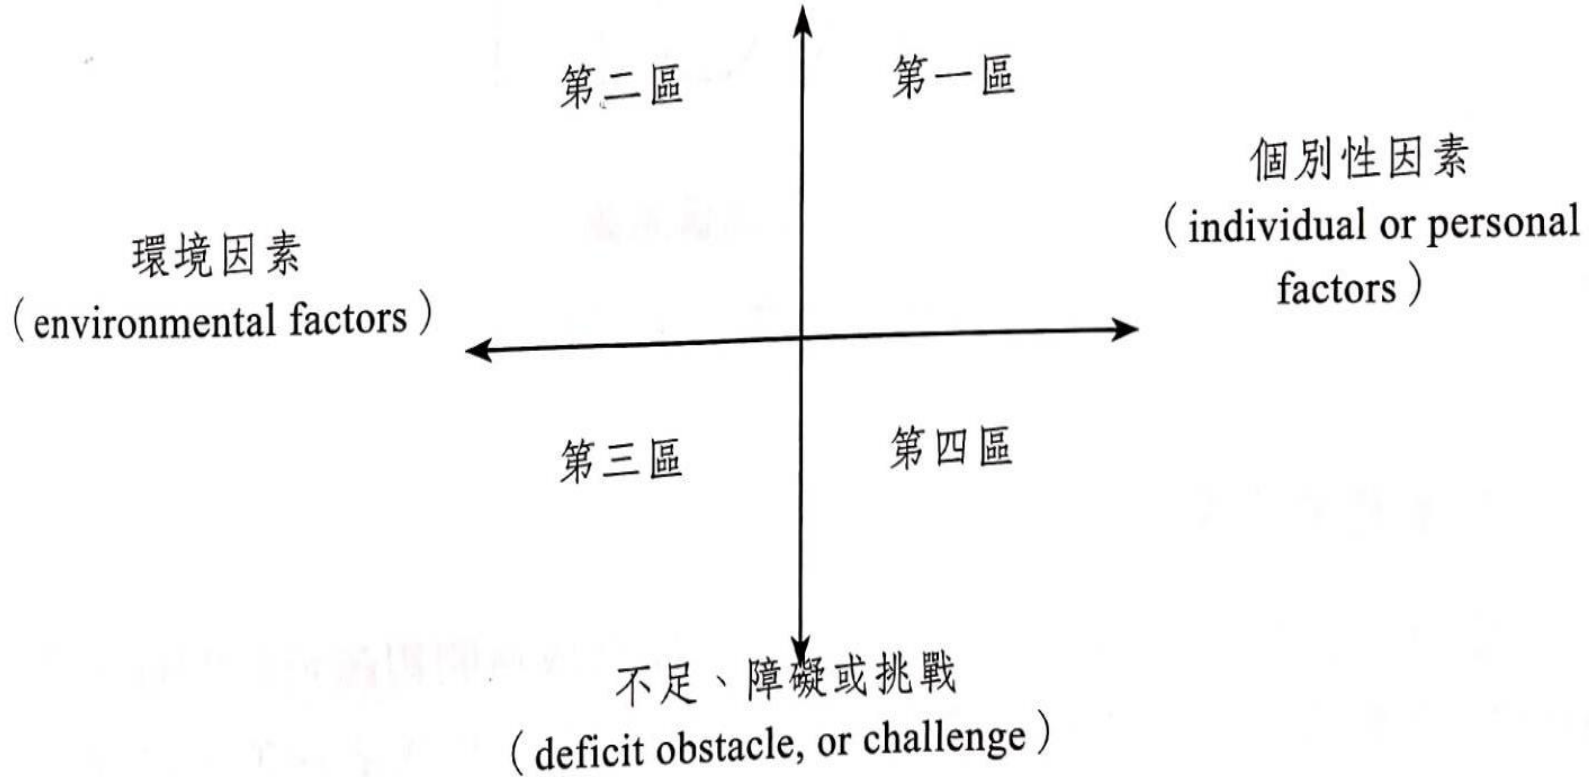 第二區
第一區
個別性因素
（individual or personal
factors）
環境因素
（environmental factors）
第三區
第四區
不足、障礙或挑戰
（deficit obstacle, or challenge）